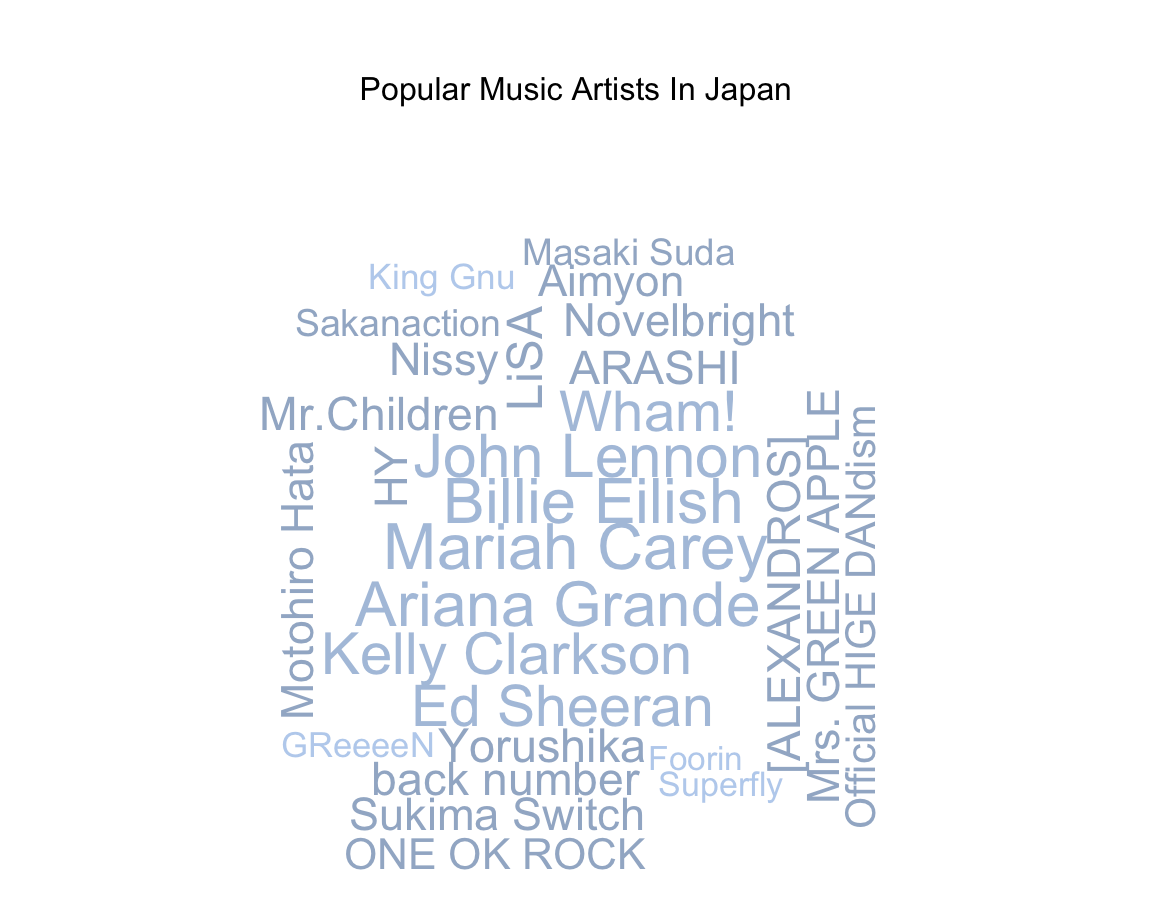 Popular Music Artists In Japan
Masaki Suda
King Gnu
Aimyon
Sakanaction
LiSA
Novelbright
Nissy
ARASHI
Mr.Children
Wham!
John Lennon
HY
Billie Eilish
Mariah Carey
Motohiro Hata
Ariana Grande
Kelly Clarkson
Ed Sheeran
[ALEXANDROS]
Mrs. GREEN APPLE
Official HIGE DANdism
GReeeeN
Yorushika
Foorin
back number
Superfly
Sukima Switch
ONE OK ROCK